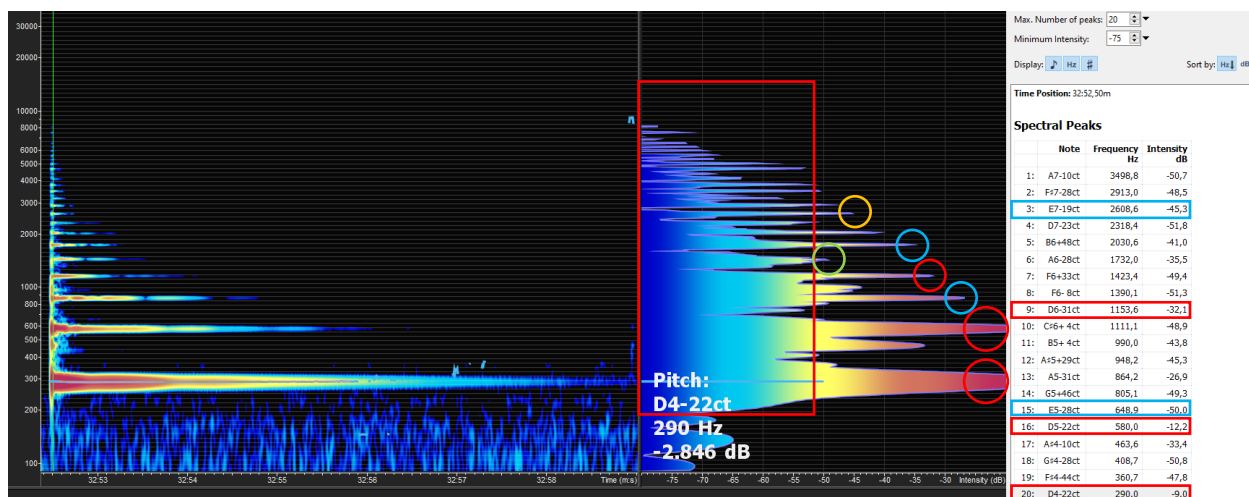 30000
20000
10000
8000
6000
5000
4000
3000
2000
1000
800
600
500
400
300
200
100
32:53 32:54 32:55 32:56 32:57 32:58 Time (m:s)
Pitch:
D4-22ct
290 Hz
-2.846 dB
-75 -70 -65 -60 -55 -50 -45 -40 -35 -30 Intensity (dB)
Max. Number of peaks: 20
Minimum Intensity: -75
Display: ♪ Hz # Sort by: Hz dB
Time Position: 32:52,50m
Spectral Peaks
Note Frequency Hz Intensity dB
1: A7-10ct 3498,8 -50,7
2: F♯7-28ct 2913,0 -48,5
3: E7-19ct 2608,6 -45,3
4: D7-23ct 2318,4 -51,8
5: B6+48ct 2030,6 -41,0
6: A6-28ct 1732,0 -35,5
7: F6+33ct 1423,4 -49,4
8: F6- 8ct 1390,1 -51,3
9: D6-31ct 1153,6 -32,1
10: C♯6+ 4ct 1111,1 -48,9
11: B5+ 4ct 990,0 -43,8
12: A♯5+29ct 948,2 -45,3
13: A5-31ct 864,2 -26,9
14: G5+46ct 805,1 -49,3
15: E5-28ct 648,9 -50,0
16: D5-22ct 580,0 -12,2
17: A♯4-10ct 463,6 -33,4
18: G♯4-28ct 408,7 -50,8
19: F♯4-44ct 360,7 -47,8
20: D4-22ct 290,0 -9,0